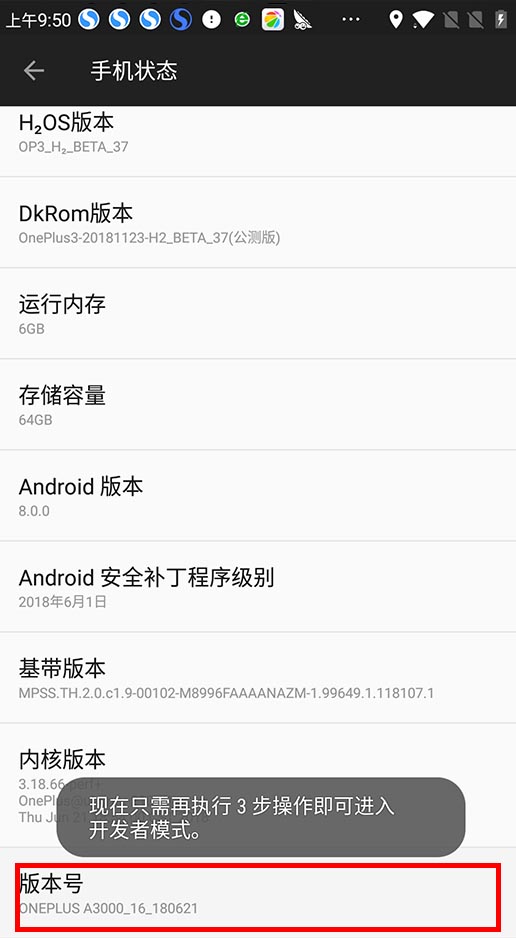 上午9:50
手机状态
H₂OS版本
OP3_H₂_BETA_37
DkRom版本
OnePlus3-20181123-H2_BETA_37(公测版)
运行内存
6GB
存储容量
64GB
Android 版本
8.0.0
Android 安全补丁程序级别
2018年6月1日
基带版本
MPSS.TH.2.0.c1.9-00102-M8996FAAAANAZM-1.99649.1.118107.1
内核版本
3.18.66-perf+
OnePlus@
Thu Jun 21
现在只需再执行 3 步操作即可进入
开发者模式。
版本号
ONEPLUS A3000_16_180621